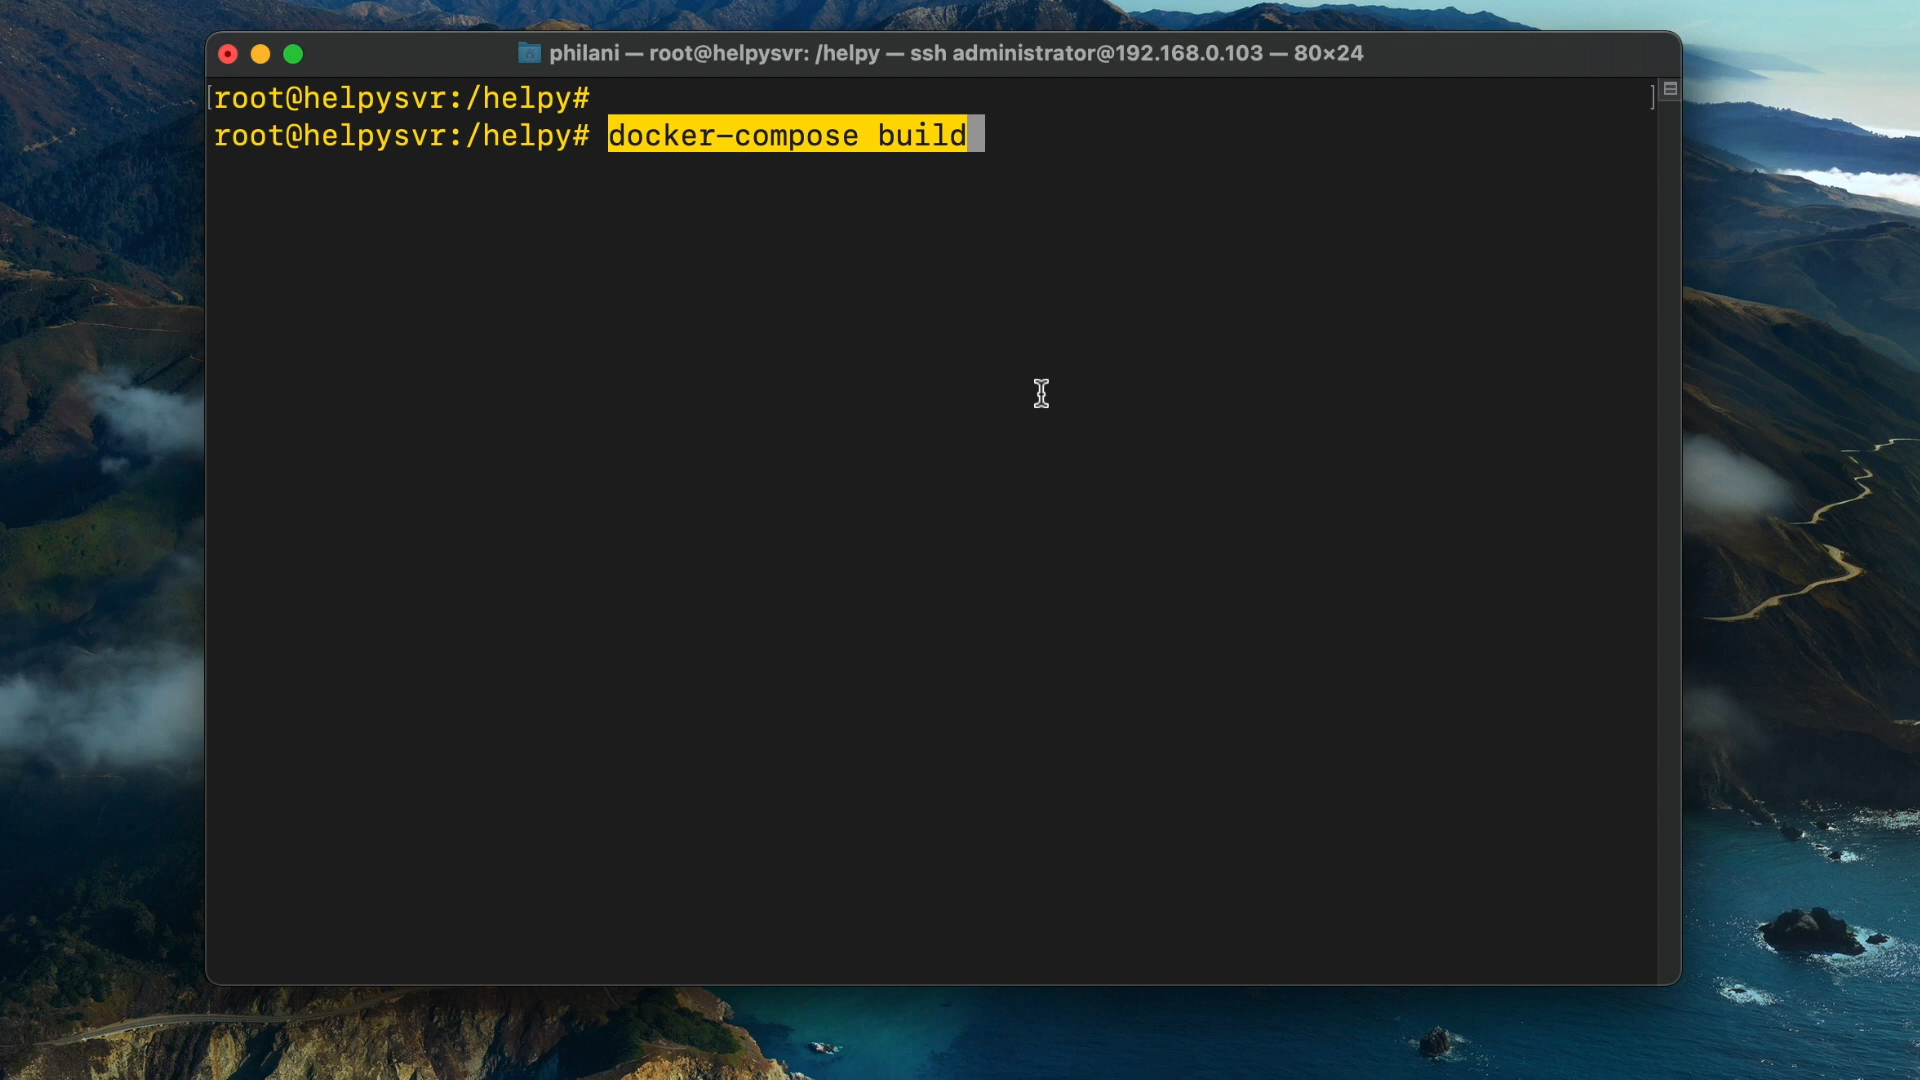 philani — root@helpysvr: /helpy — ssh administrator@192.168.0.103 — 80×24
[root@helpysvr:/helpy# ]
root@helpysvr:/helpy# docker-compose build